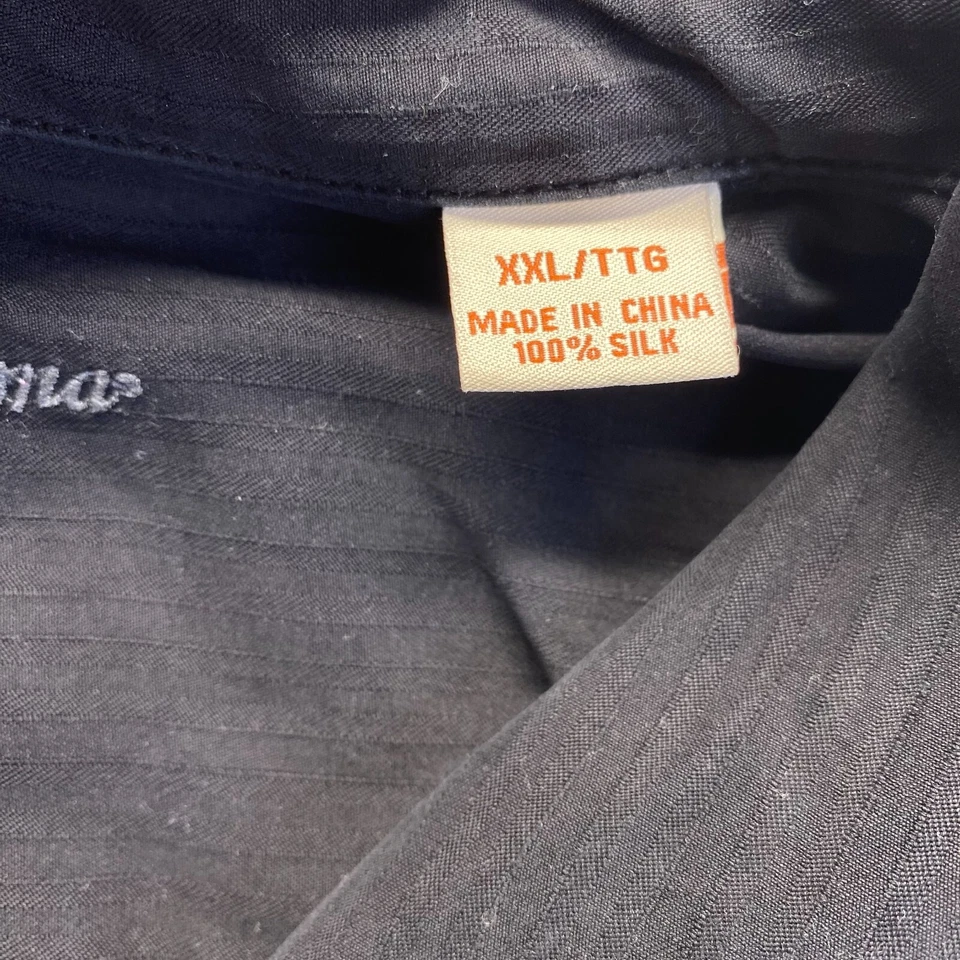 XXL/TTG
MADE IN CHINA
100% SILK